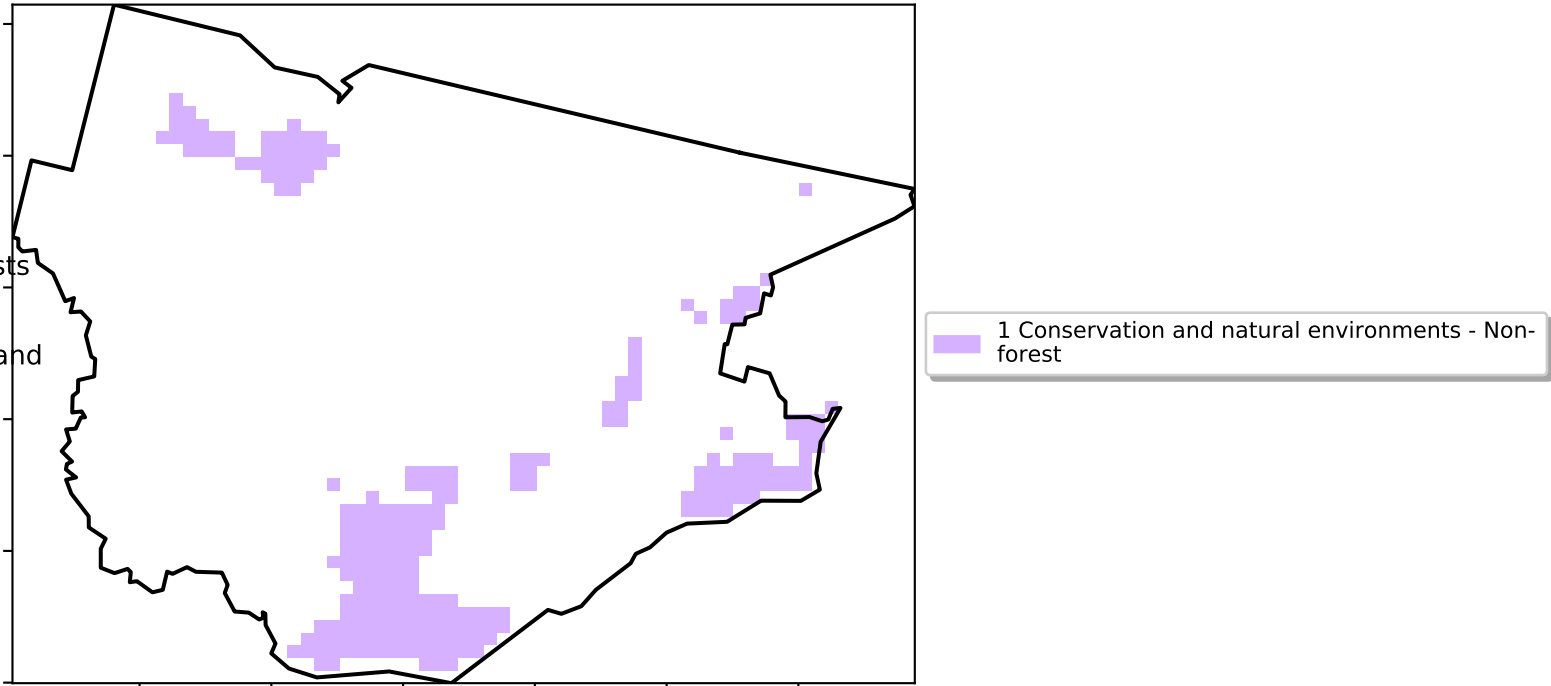 sts
and
1 Conservation and natural environments - Non-
forest